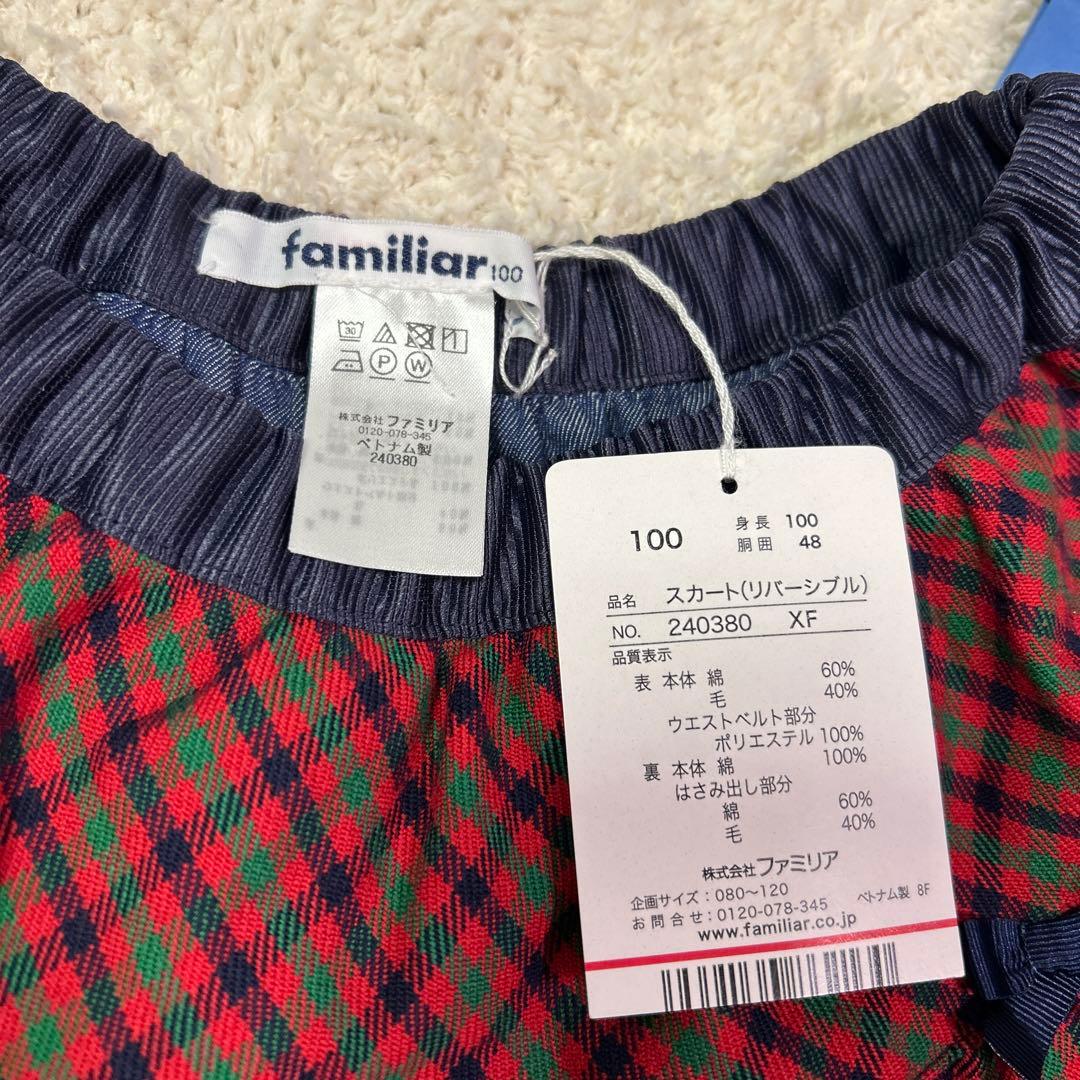 familiar 100
30
P W
株式会社 ファミリア
0120-078-345
ベトナム製
240380
100 身長 100
胴囲 48
品名 スカート(リバーシブル)
NO. 240380 XF
品質表示
表 本体 綿 60%
毛 40%
ウエストベルト部分
ポリエステル 100%
裏 本体 綿 100%
はさみ出し部分
綿 60%
毛 40%
株式会社 ファミリア
企画サイズ:080〜120
お問合せ:0120-078-345 ベトナム製 8F
www.familiar.co.jp